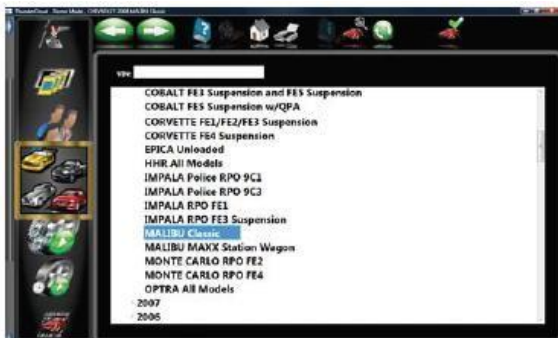 ThunderCloud - Demo Mode - CHEVROLET 2008 MALIBU Classic
VIN:
COBALT FE3 Suspension and FE5 Suspension
COBALT FE5 Suspension w/QPA
CORVETTE FE1/FE2/FE3 Suspension
CORVETTE FE4 Suspension
EPICA Unloaded
HHR All Models
IMPALA Police RPO 9C1
IMPALA Police RPO 9C3
IMPALA RPO FE1
IMPALA RPO FE3 Suspension
MALIBU Classic
MALIBU MAXX Station Wagon
MONTE CARLO RPO FE2
MONTE CARLO RPO FE4
OPTRA All Models
2007
2006